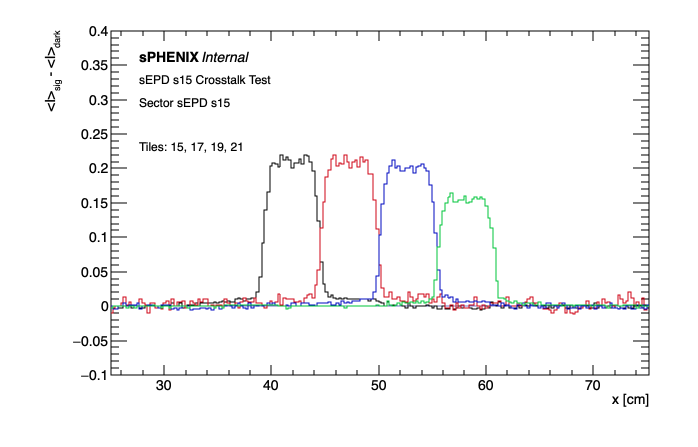 0.4
0.35
0.3
0.25
0.2
0.15
0.1
0.05
0
−0.05
−0.1
<I>sig - <I>dark
sPHENIX Internal
sEPD s15 Crosstalk Test
Sector sEPD s15
Tiles: 15, 17, 19, 21
30 40 50 60 70
x [cm]